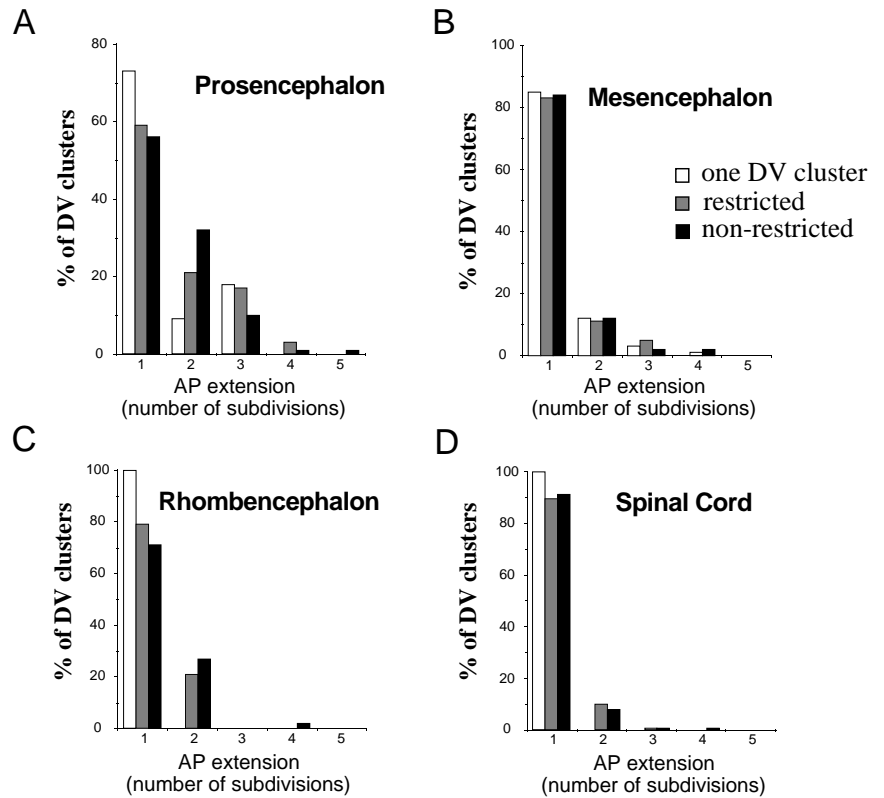 A
Prosencephalon
% of DV clusters
80
60
40
20
0
1 2 3 4 5
AP extension
(number of subdivisions)
B
Mesencephalon
% of DV clusters
100
80
60
40
20
0
one DV cluster
restricted
non-restricted
1 2 3 4 5
AP extension
(number of subdivisions)
C
Rhombencephalon
% of DV clusters
100
80
60
40
20
0
1 2 3 4 5
AP extension
(number of subdivisions)
D
Spinal Cord
% of DV clusters
100
80
60
40
20
0
1 2 3 4 5
AP extension
(number of subdivisions)